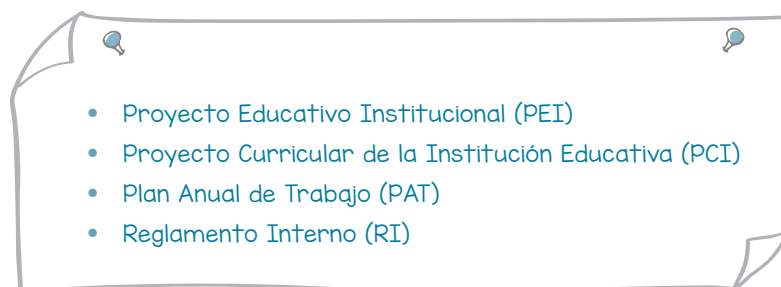 • Proyecto Educativo Institucional (PEI)
• Proyecto Curricular de la Institución Educativa (PCI)
• Plan Anual de Trabajo (PAT)
• Reglamento Interno (RI)